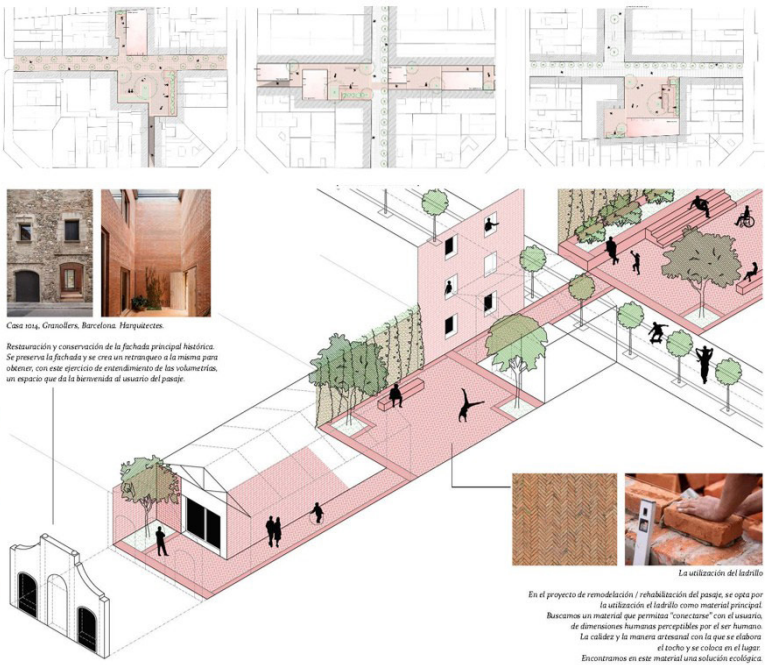 Casa 1014, Granollers, Barcelona. Harquitectes.
Restauración y conservación de la fachada principal histórica.
Se preserva la fachada y se crea un retranqueo a la misma para
obtener, con este ejercicio de entendimiento de las volumetrías,
un espacio que da la bienvenida al usuario del pasaje.
La utilización del ladrillo
En el proyecto de remodelación / rehabilitación del pasaje, se opta por
la utilización el ladrillo como material principal.
Buscamos un material que permitaa "conectarse" con el usuario,
de dimensiones humanas perceptibles por el ser humano.
La calidez y la manera artesanal con la que se elabora
el tocho y se coloca en el lugar.
Encontramos en este material una solución ecológica.